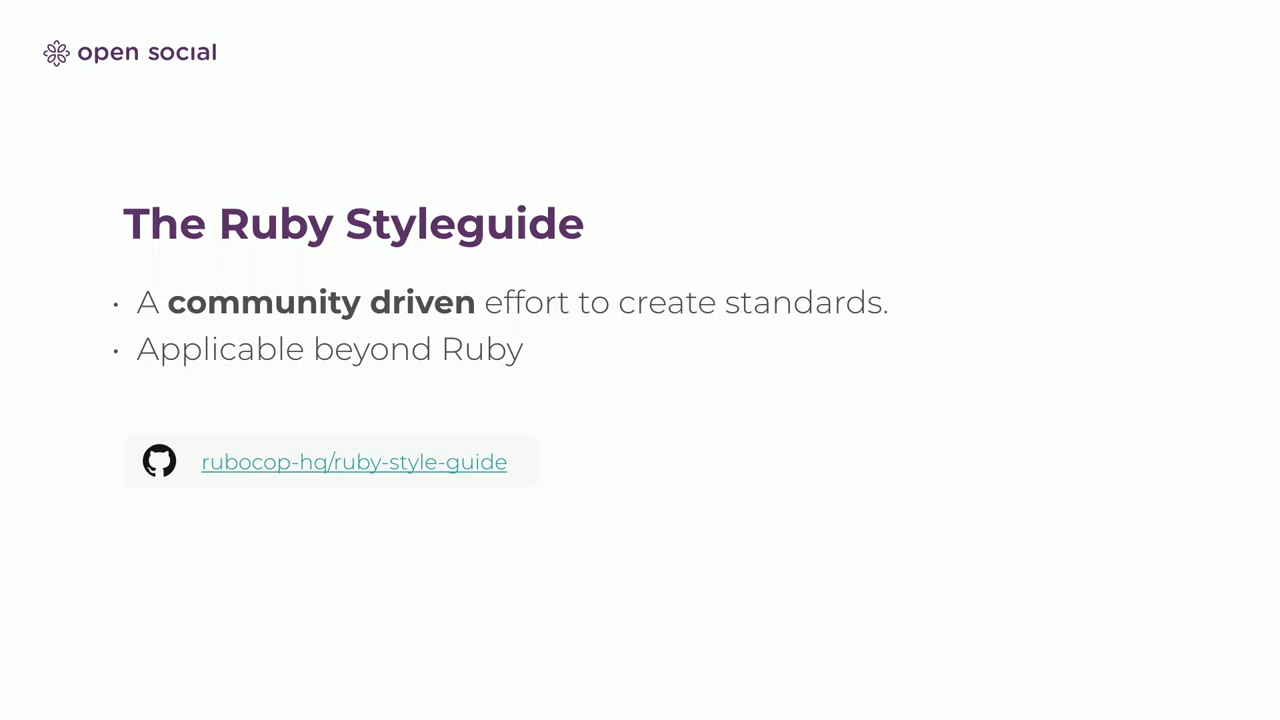 open social
The Ruby Styleguide
• A community driven effort to create standards.
• Applicable beyond Ruby
rubocop-hq/ruby-style-guide